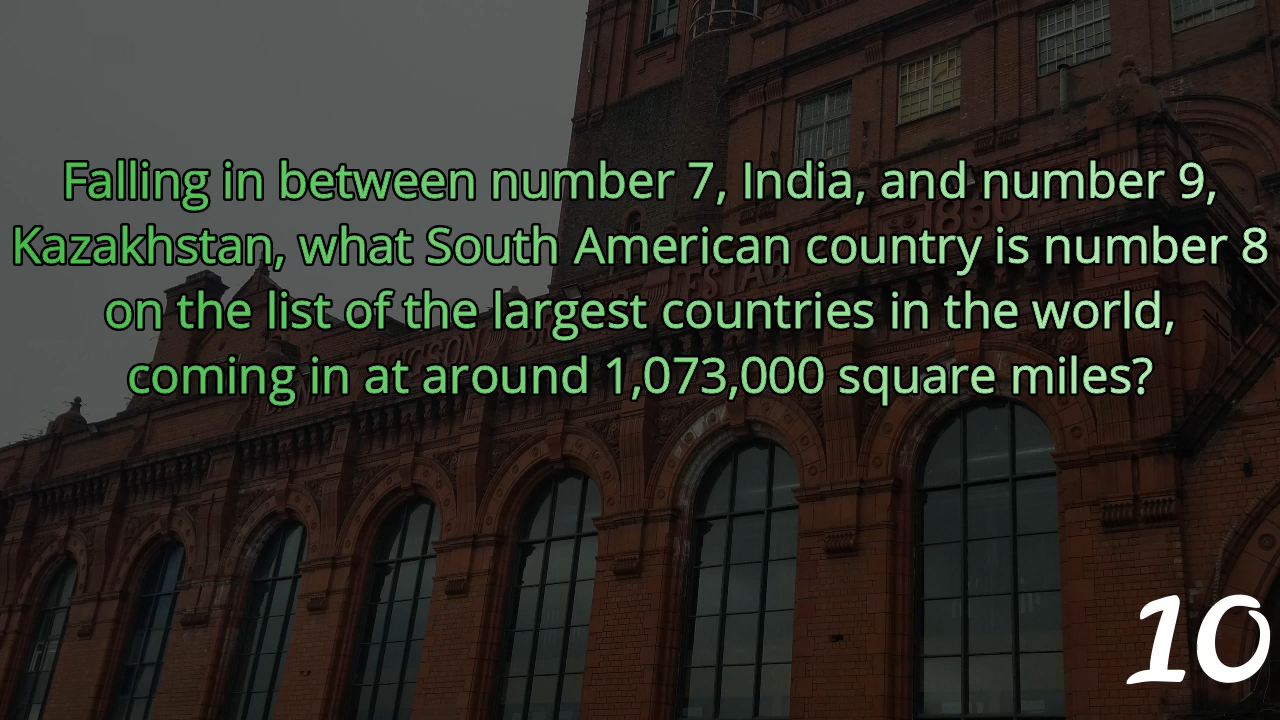 Falling in between number 7, India, and number 9,
Kazakhstan, what South American country is number 8
on the list of the largest countries in the world,
coming in at around 1,073,000 square miles?
10